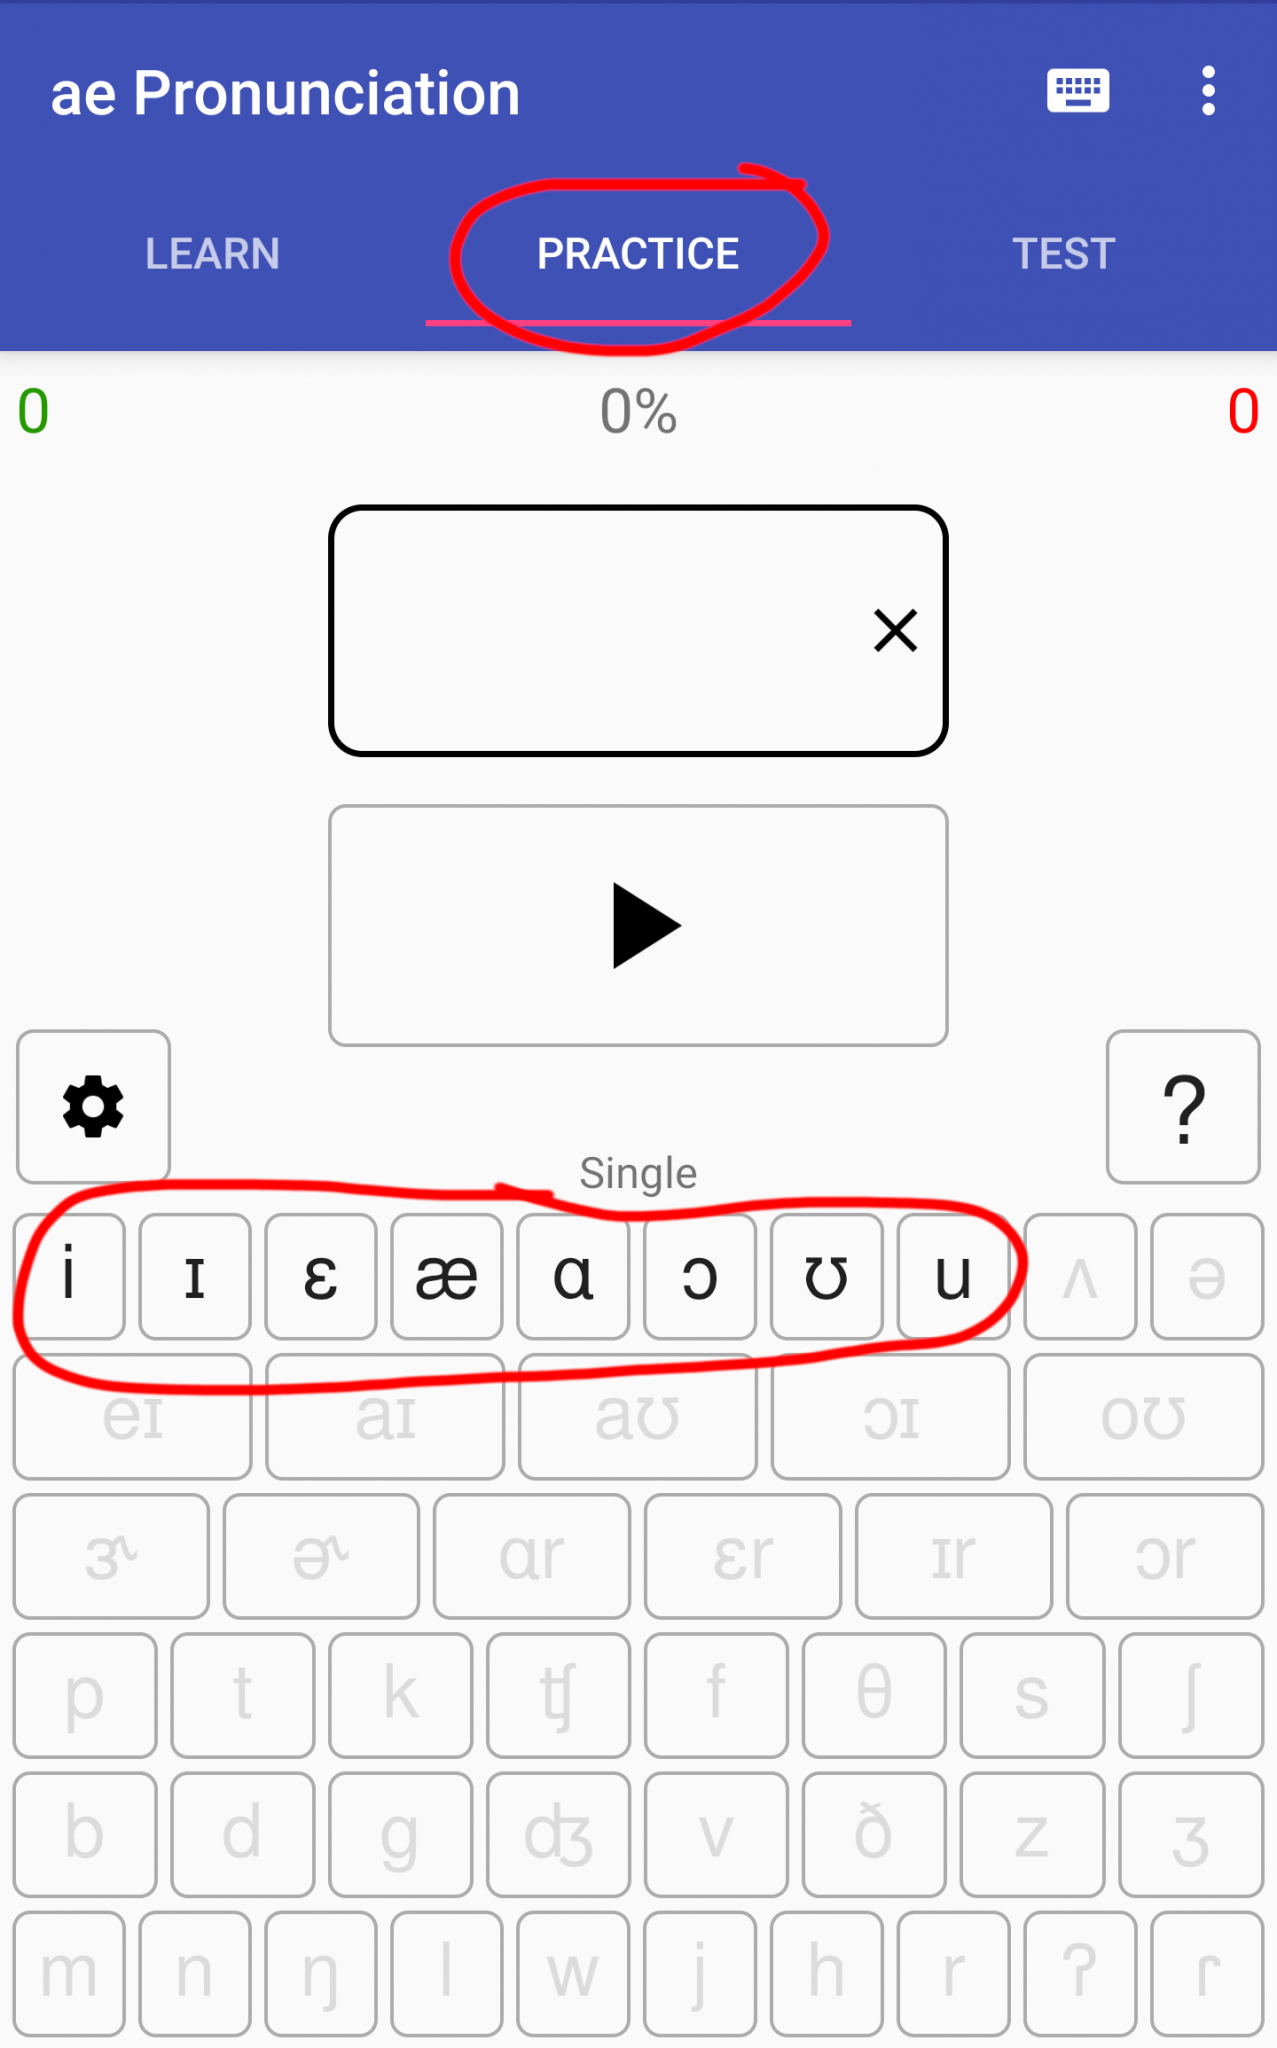 ae Pronunciation
LEARN PRACTICE TEST
0 0% 0
?
Single
i ɪ ɛ æ ɑ ɔ ʊ u ʌ ə
eɪ aɪ aʊ ɔɪ oʊ
ɝ ɚ ɑr ɛr ɪr ɔr
p t k ʧ f θ s ʃ
b d g ʤ v ð z ʒ
m n ŋ l w j h r ʔ ɾ